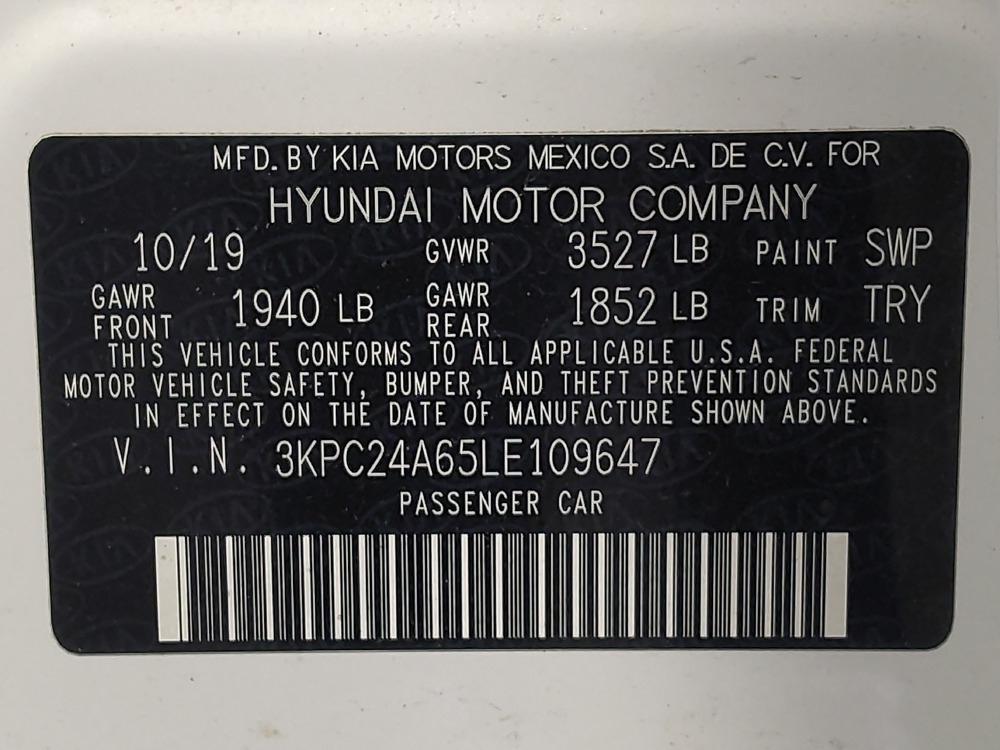 MFD. BY KIA MOTORS MEXICO S.A. DE C.V. FOR
HYUNDAI MOTOR COMPANY
10/19 GVWR 3527 LB PAINT SWP
GAWR FRONT 1940 LB GAWR REAR 1852 LB TRIM TRY
THIS VEHICLE CONFORMS TO ALL APPLICABLE U.S.A. FEDERAL
MOTOR VEHICLE SAFETY, BUMPER, AND THEFT PREVENTION STANDARDS
IN EFFECT ON THE DATE OF MANUFACTURE SHOWN ABOVE.
V.I.N. 3KPC24A65LE109647
PASSENGER CAR